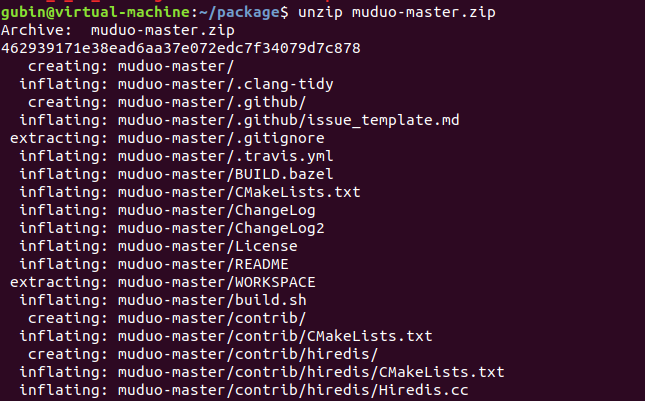 gubin@virtual-machine:~/package$ unzip muduo-master.zip
Archive:  muduo-master.zip
462939171e38ead6aa37e072edc7f34079d7c878
   creating: muduo-master/
  inflating: muduo-master/.clang-tidy
   creating: muduo-master/.github/
  inflating: muduo-master/.github/issue_template.md
 extracting: muduo-master/.gitignore
  inflating: muduo-master/.travis.yml
  inflating: muduo-master/BUILD.bazel
  inflating: muduo-master/CMakeLists.txt
  inflating: muduo-master/ChangeLog
  inflating: muduo-master/ChangeLog2
  inflating: muduo-master/License
  inflating: muduo-master/README
 extracting: muduo-master/WORKSPACE
  inflating: muduo-master/build.sh
   creating: muduo-master/contrib/
  inflating: muduo-master/contrib/CMakeLists.txt
   creating: muduo-master/contrib/hiredis/
  inflating: muduo-master/contrib/hiredis/CMakeLists.txt
  inflating: muduo-master/contrib/hiredis/Hiredis.cc